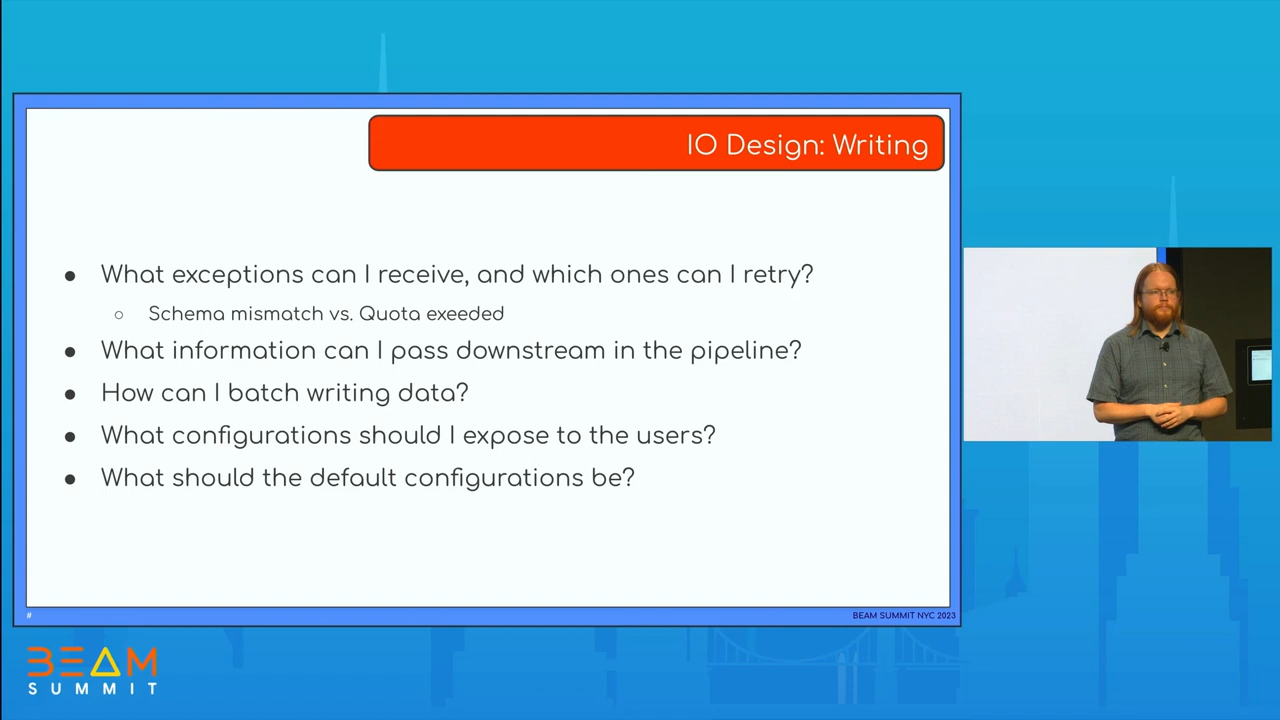 IO Design: Writing
● What exceptions can I receive, and which ones can I retry?
○ Schema mismatch vs. Quota exeeded
● What information can I pass downstream in the pipeline?
● How can I batch writing data?
● What configurations should I expose to the users?
● What should the default configurations be?
#
BEAM SUMMIT NYC 2023
BEAM
SUMMIT